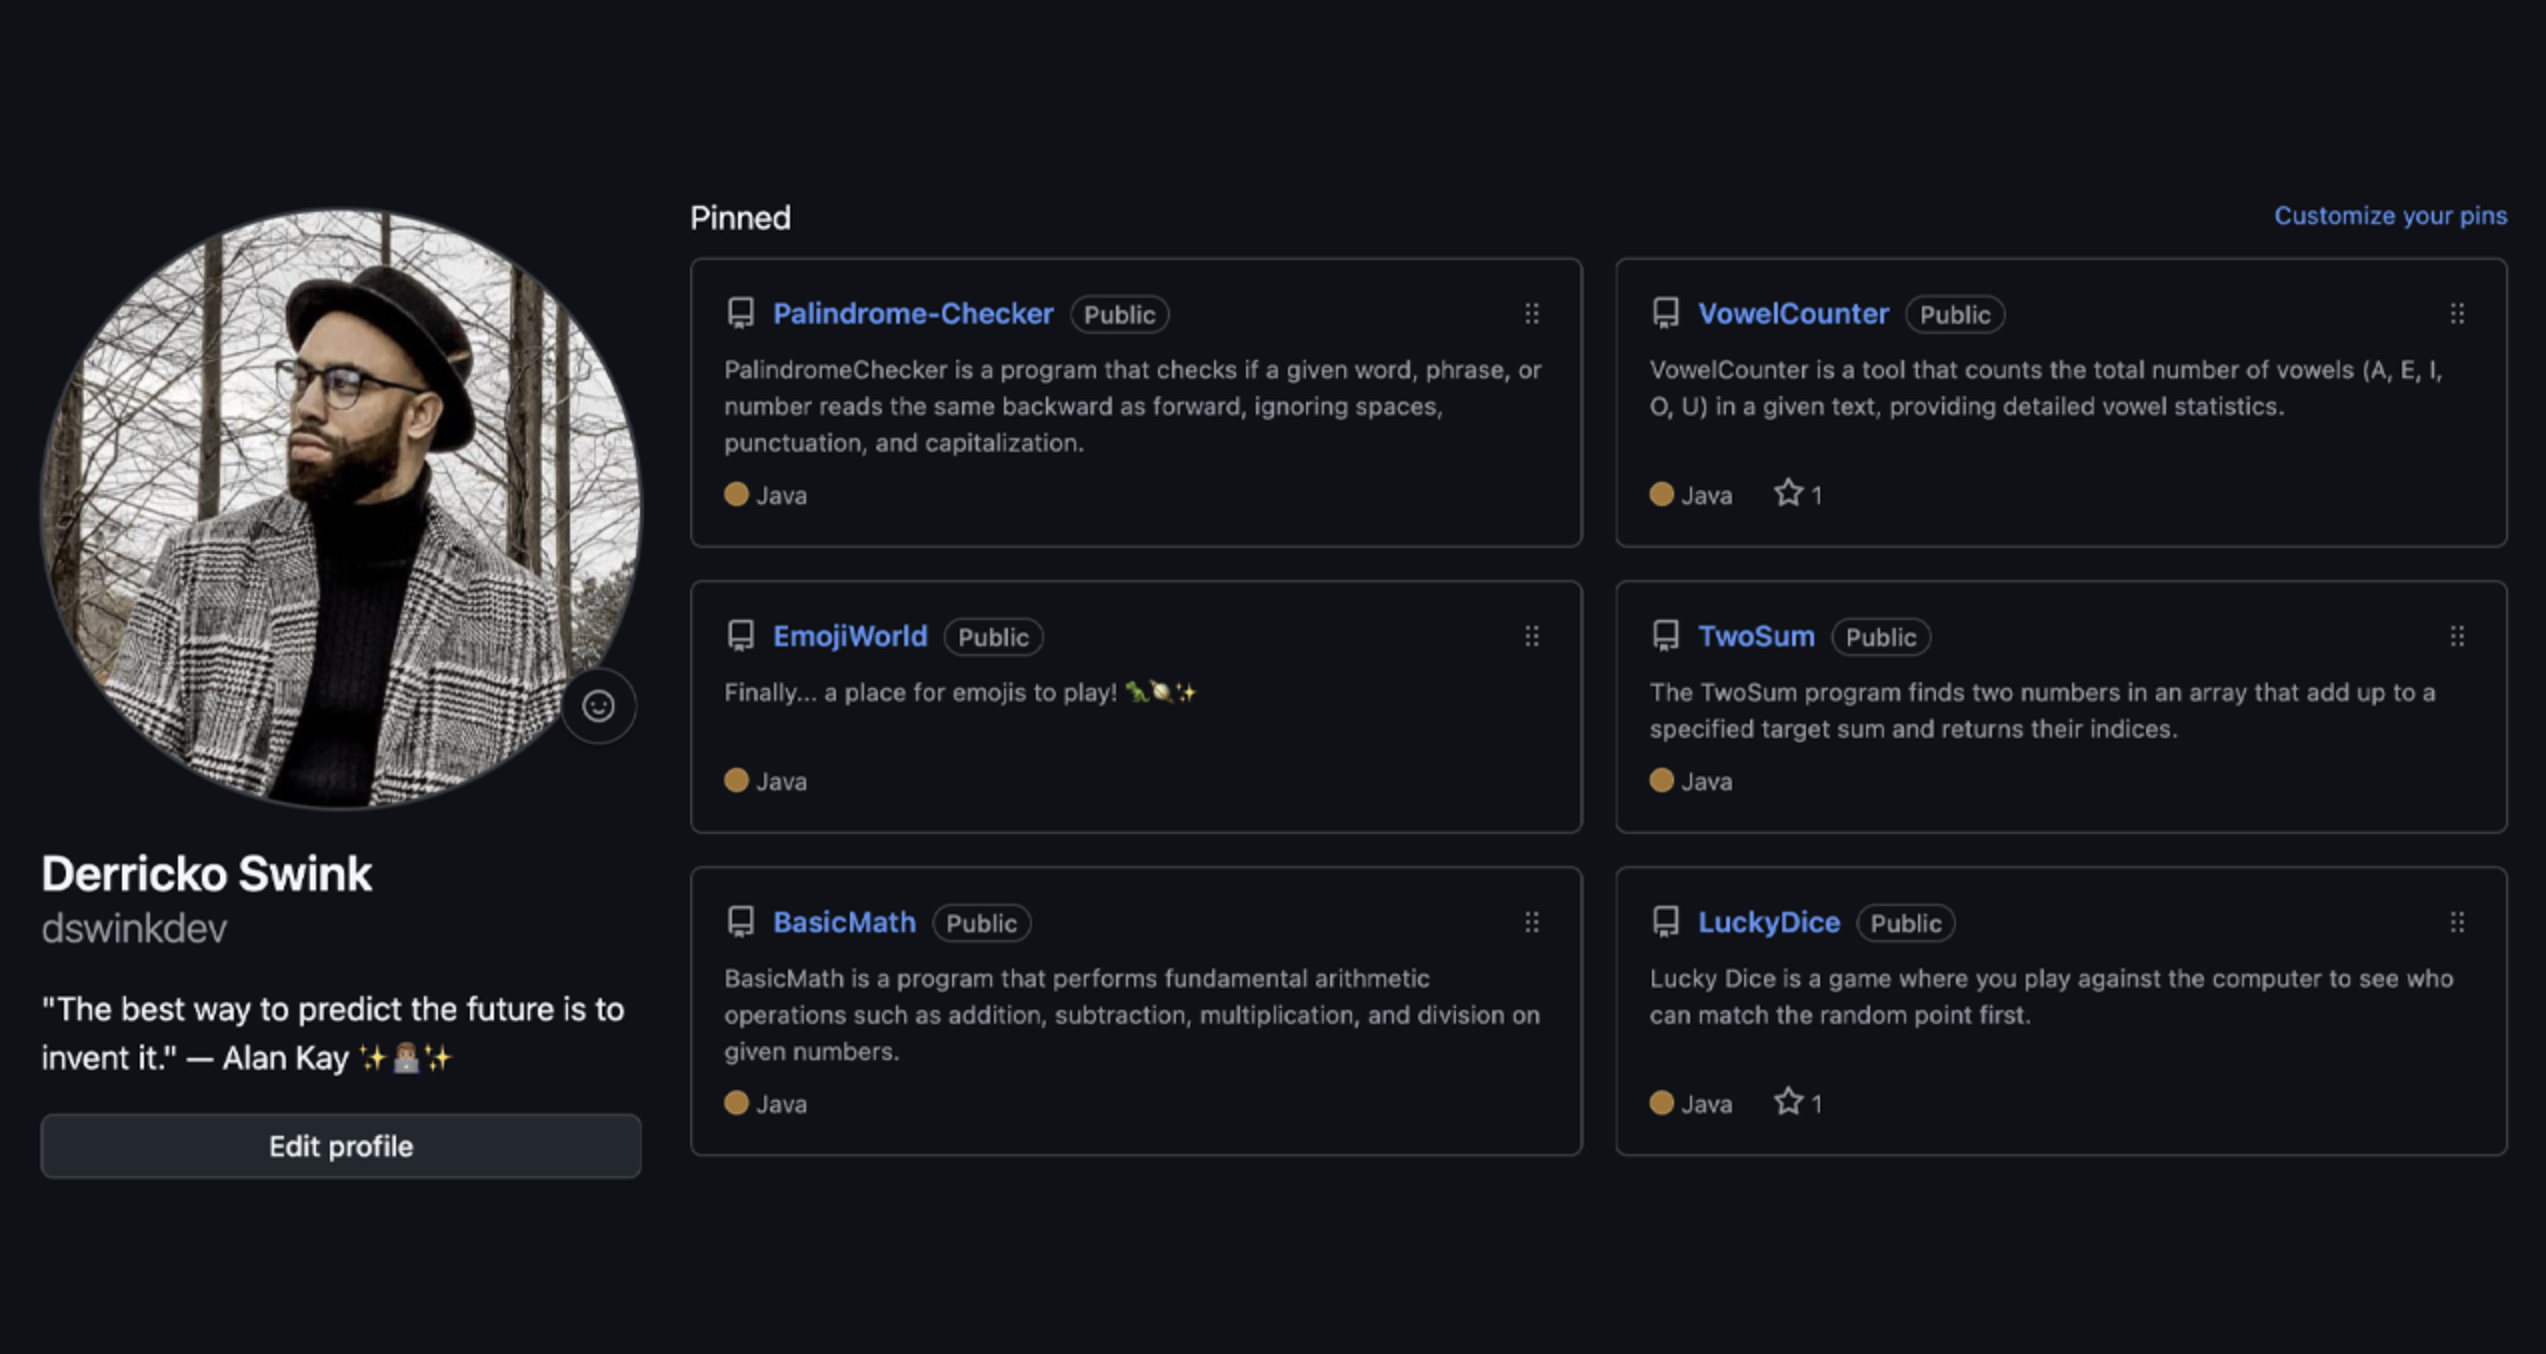 Derricko Swink
dswinkdev
"The best way to predict the future is to
invent it." — Alan Kay ✨👨🏽‍💻✨
Edit profile
Pinned
Customize your pins
Palindrome-Checker Public
PalindromeChecker is a program that checks if a given word, phrase, or
number reads the same backward as forward, ignoring spaces,
punctuation, and capitalization.
Java
VowelCounter Public
VowelCounter is a tool that counts the total number of vowels (A, E, I,
O, U) in a given text, providing detailed vowel statistics.
Java 1
EmojiWorld Public
Finally... a place for emojis to play! 🦖🪐✨
Java
TwoSum Public
The TwoSum program finds two numbers in an array that add up to a
specified target sum and returns their indices.
Java
BasicMath Public
BasicMath is a program that performs fundamental arithmetic
operations such as addition, subtraction, multiplication, and division on
given numbers.
Java
LuckyDice Public
Lucky Dice is a game where you play against the computer to see who
can match the random point first.
Java 1